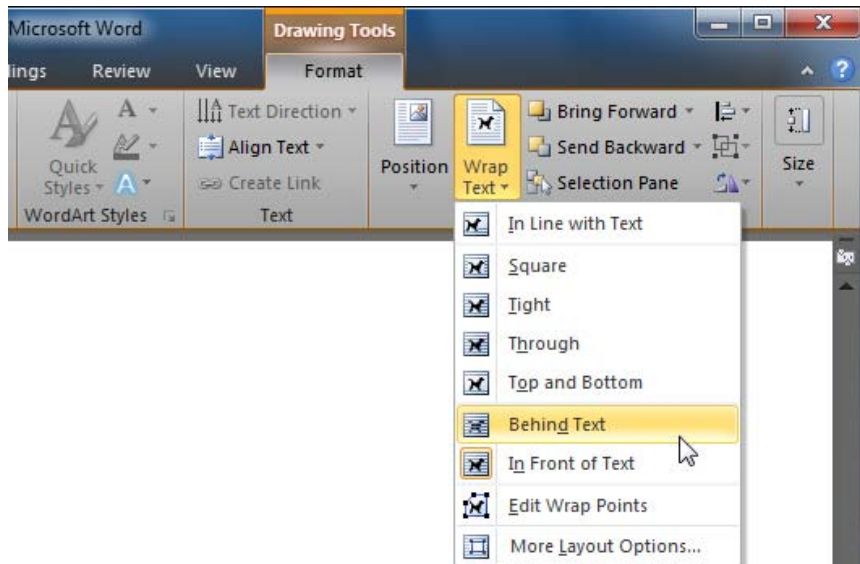 Microsoft Word
Drawing Tools
lings Review View Format
A Text Direction Bring Forward
Quick Styles Align Text Position Wrap Text Send Backward Size
A Create Link Selection Pane
WordArt Styles Text
In Line with Text
Square
Tight
Through
Top and Bottom
Behind Text
In Front of Text
Edit Wrap Points
More Layout Options...